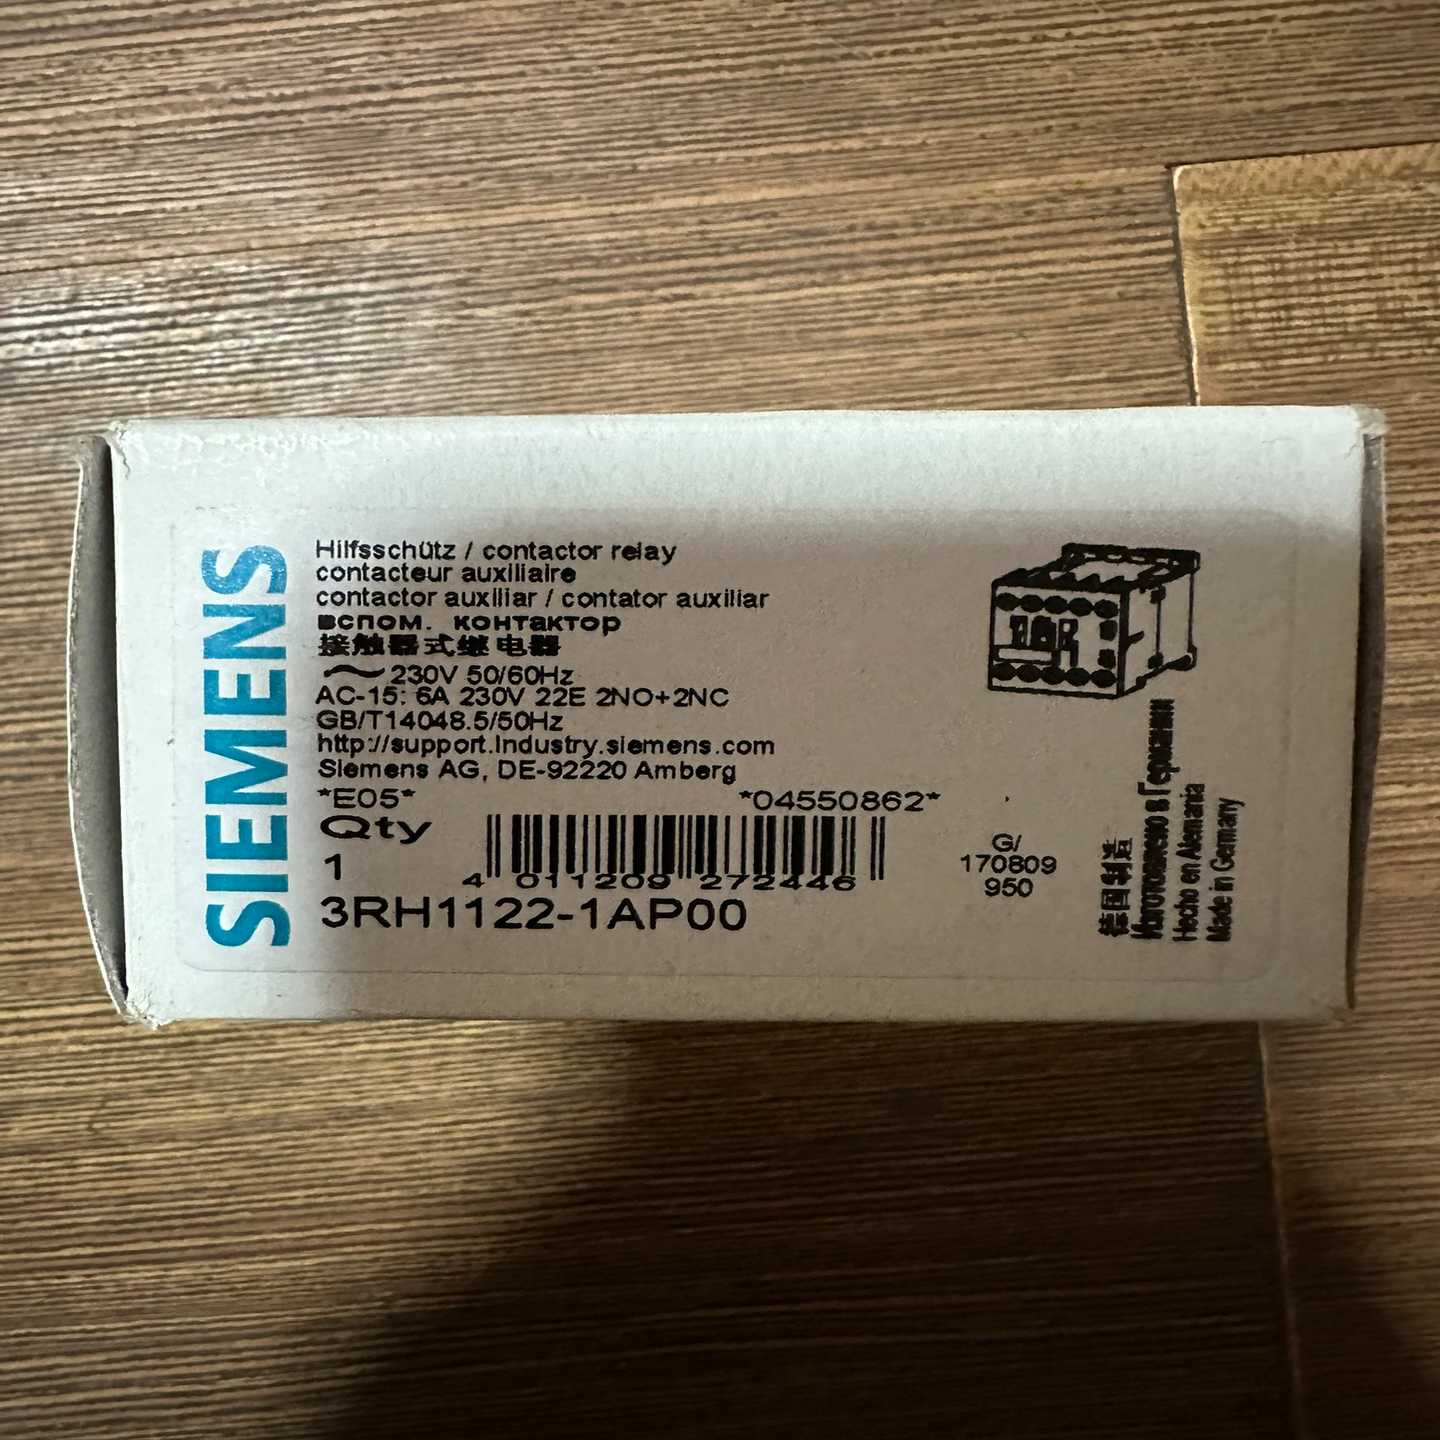 SIEMENS
Hilfsschütz / contactor relay
contacteur auxiliaire
contactor auxiliar / contator auxiliar
вспом. контактор
接触器式继电器
~230V 50/60Hz
AC-15: 6A 230V 22E 2NO+2NC
GB/T14048.5/50Hz
http://support.industry.siemens.com
Siemens AG, DE-92220 Amberg
*E05* *04550862*
Qty
1
4 011209 272446
3RH1122-1AP00
G/
170809
950
德国制造
Изготовлено в Германии
Hecho en Alemania
Made in Germany